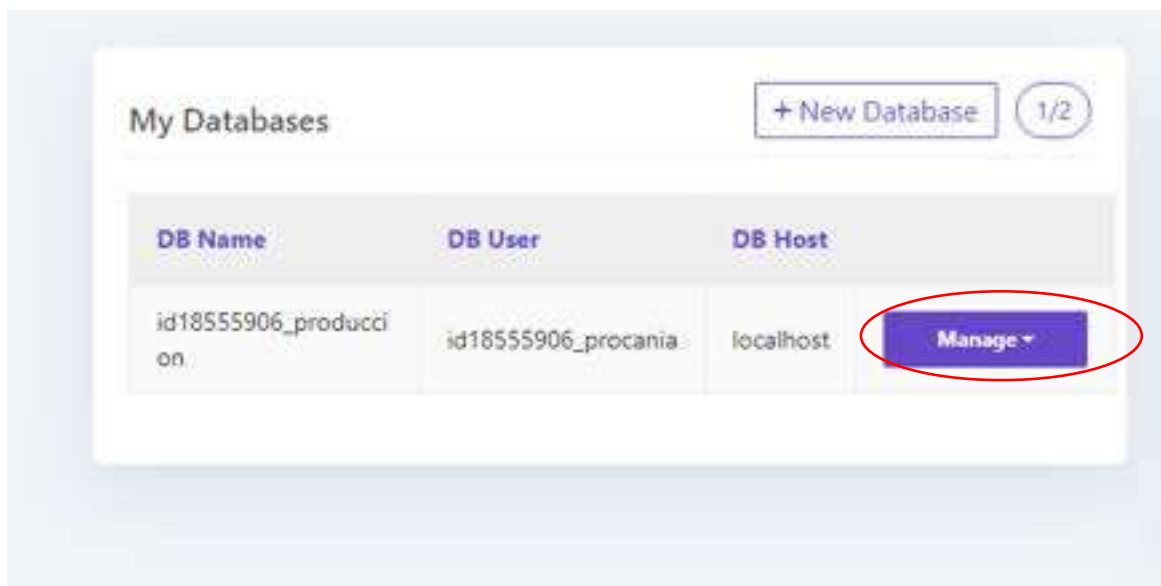 My Databases
+ New Database
1/2
DB Name DB User DB Host
id18555906_producci
on
id18555906_procania localhost Manage